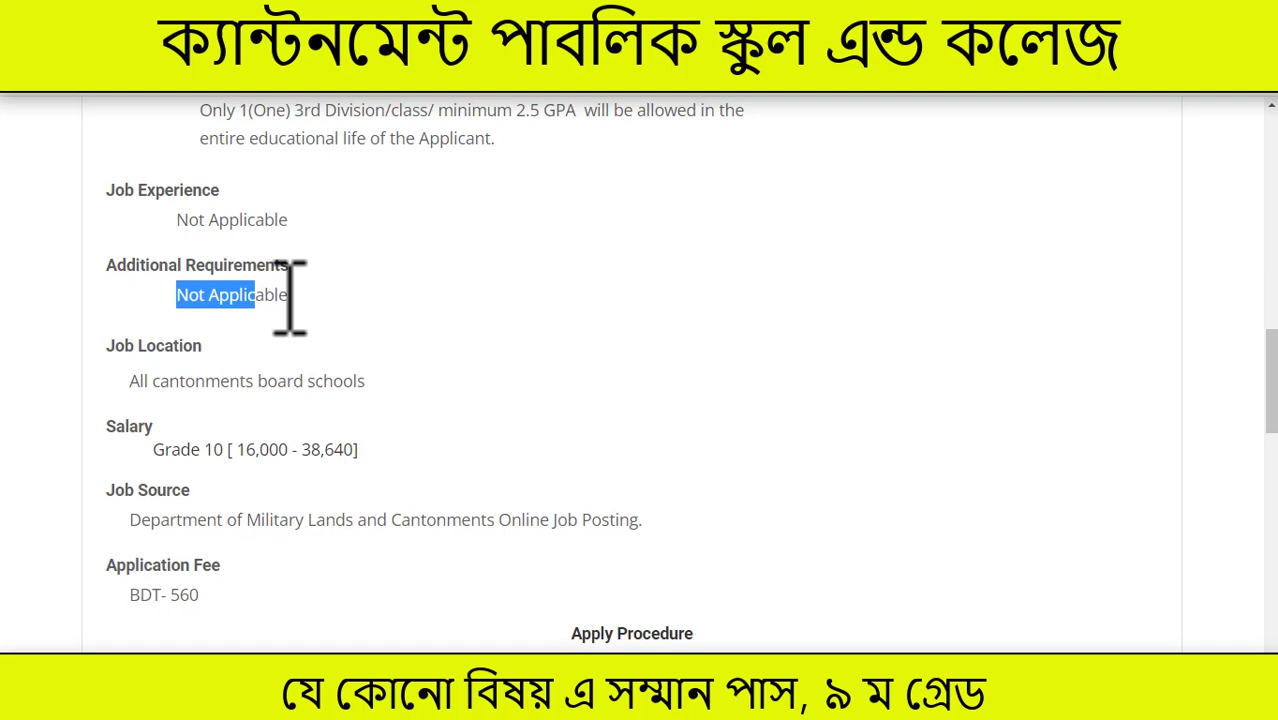 ক্যান্টনমেন্ট পাবলিক স্কুল এন্ড কলেজ
Only 1(One) 3rd Division/class/ minimum 2.5 GPA will be allowed in the
entire educational life of the Applicant.
Job Experience
Not Applicable
Additional Requirements
Not Applicable
Job Location
All cantonments board schools
Salary
Grade 10 [ 16,000 - 38,640]
Job Source
Department of Military Lands and Cantonments Online Job Posting.
Application Fee
BDT- 560
Apply Procedure
যে কোনো বিষয় এ সম্মান পাস, ৯ ম গ্রেড